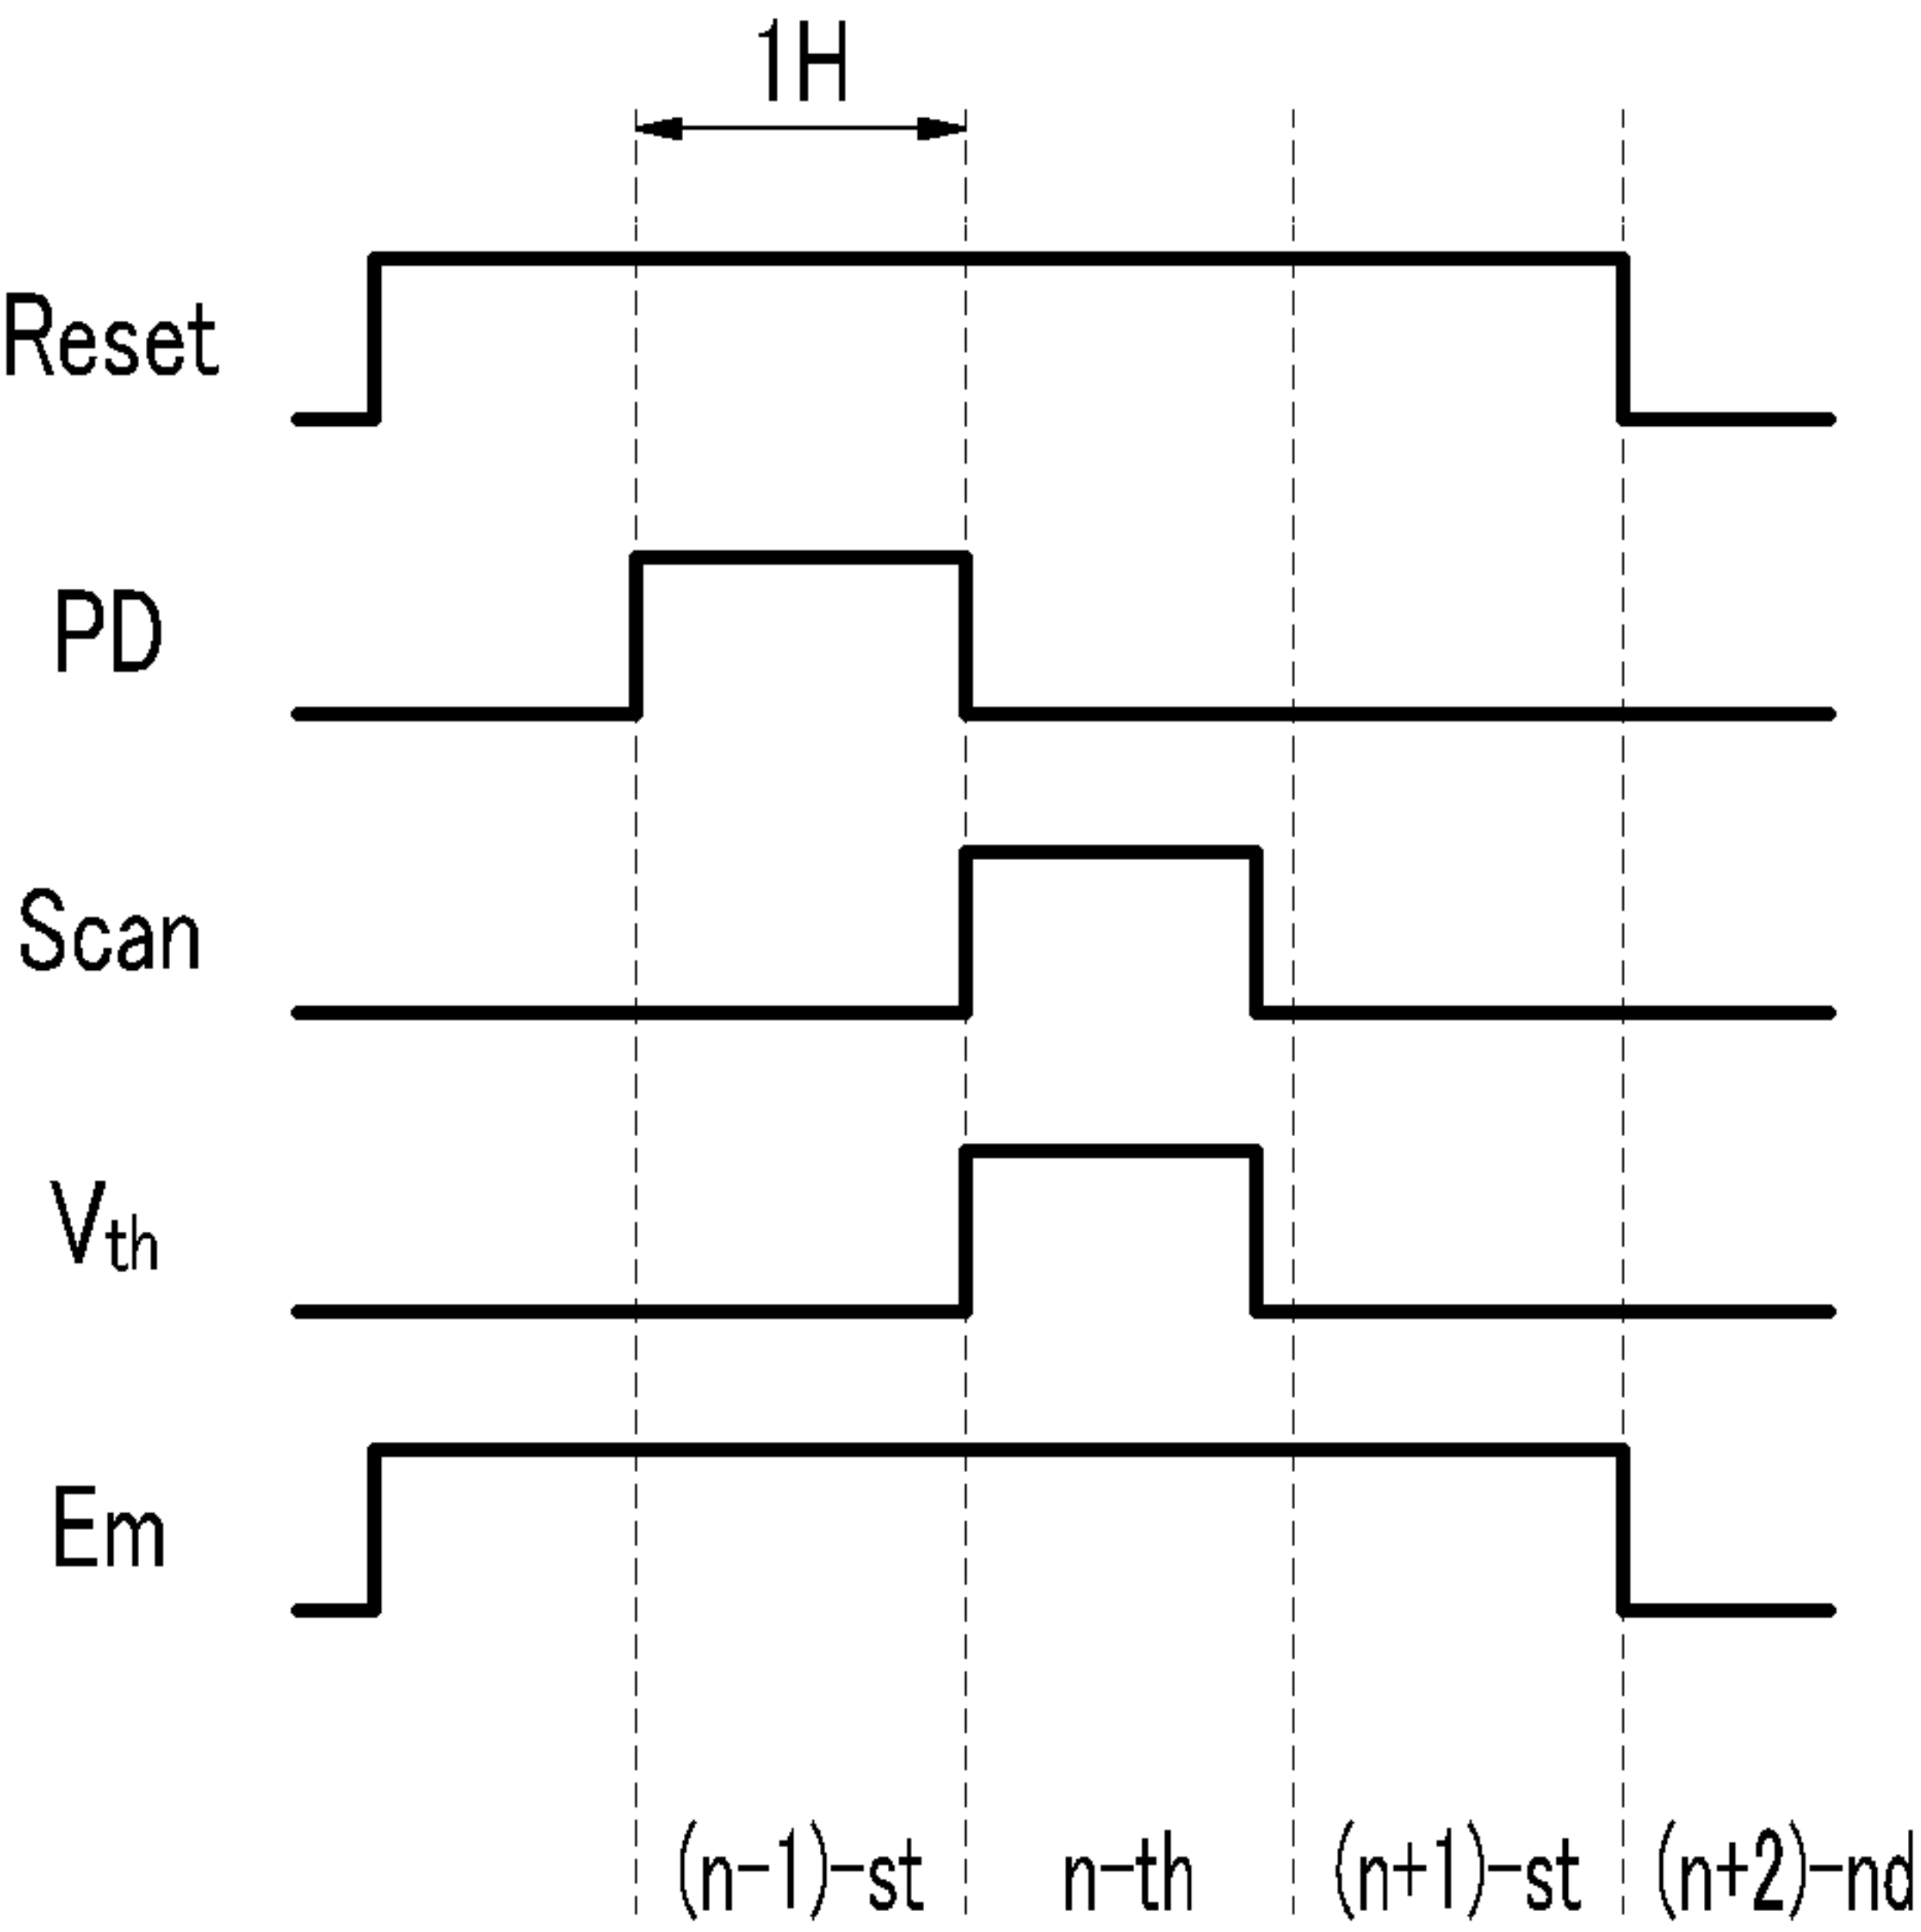 1H
Reset
PD
Scan
Vth
Em
(n-1)-st n-th (n+1)-st (n+2)-nd